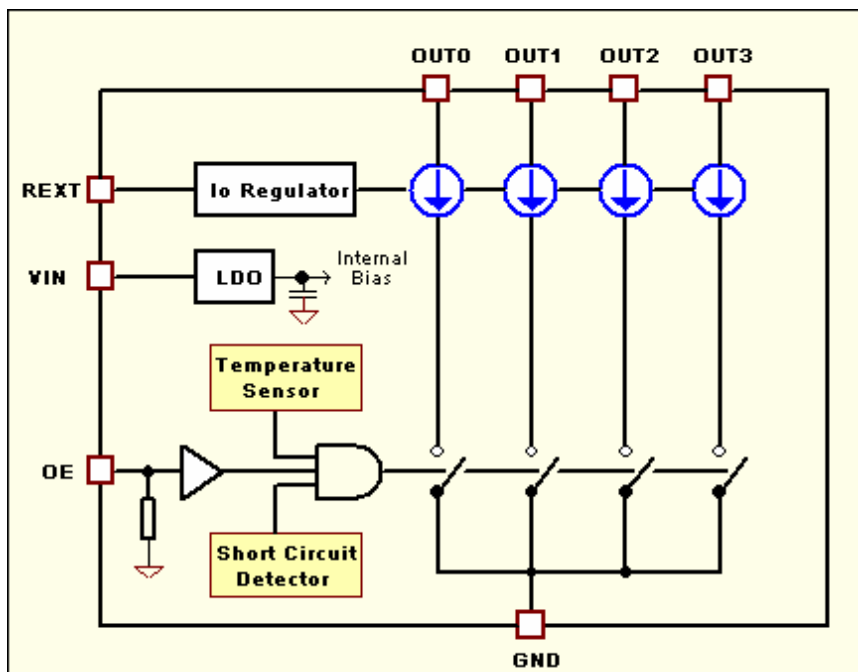 OUT0 OUT1 OUT2 OUT3
REXT
Io Regulator
VIN
LDO
Internal
Bias
Temperature
Sensor
OE
Short Circuit
Detector
GND